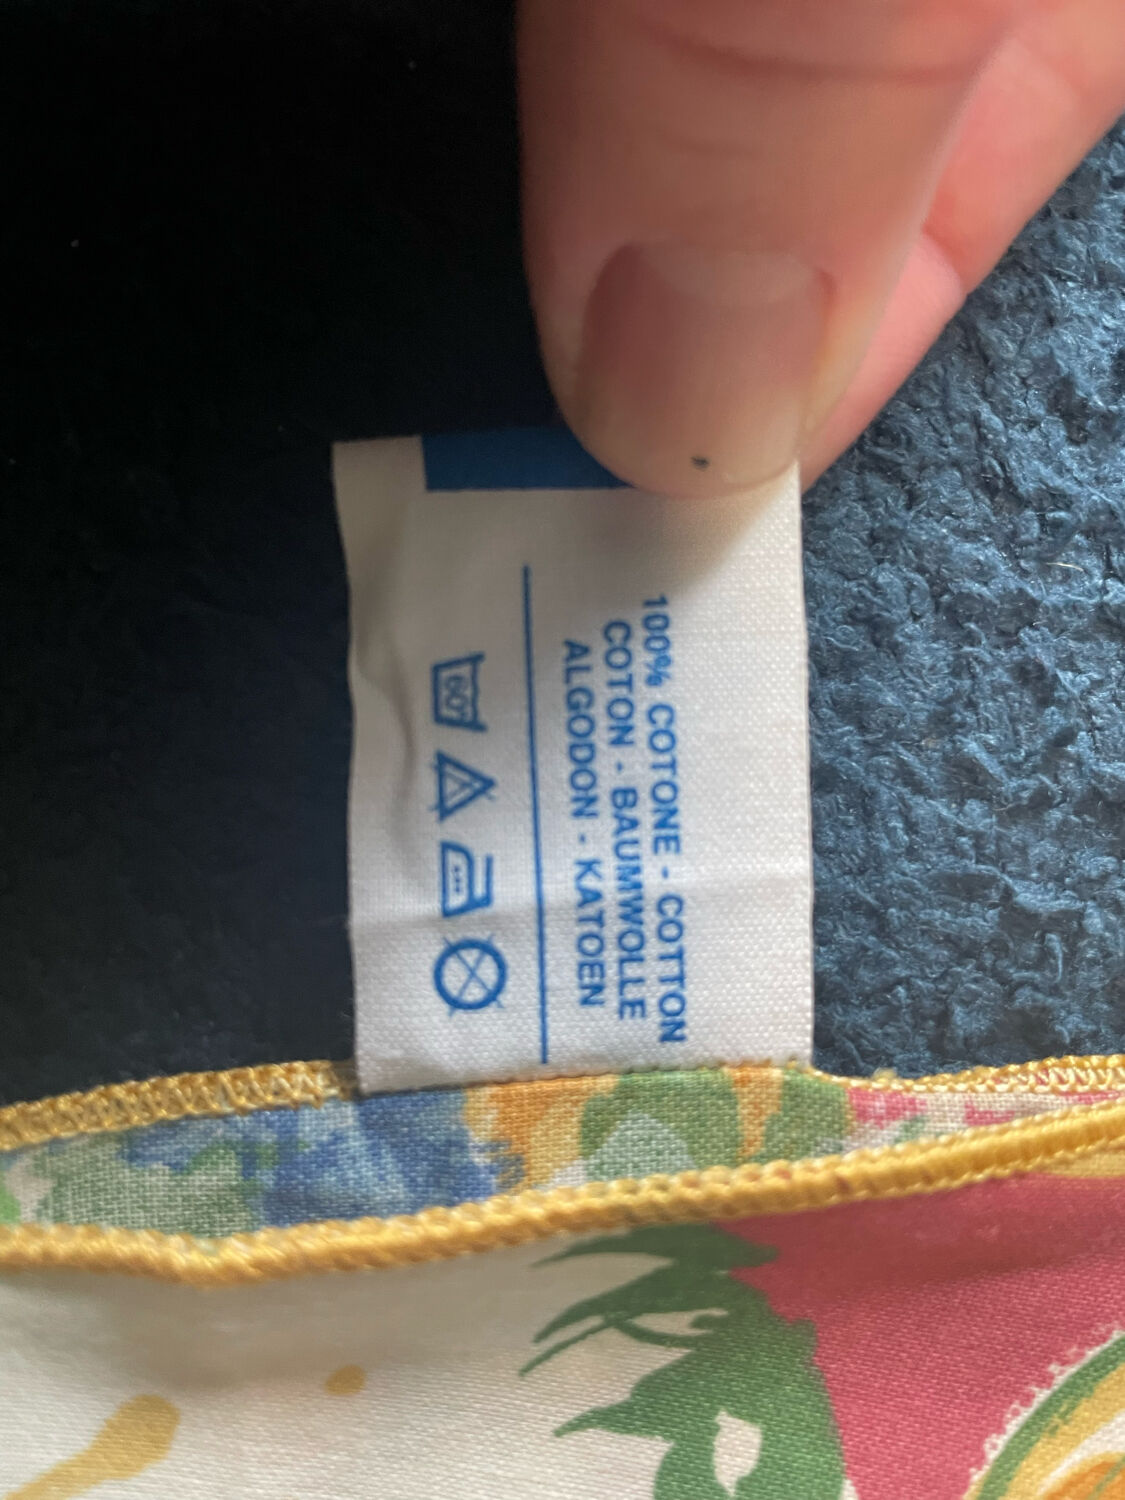 100% COTONE - COTTON
COTON - BAUMWOLLE
ALGODON - KATOEN
60°